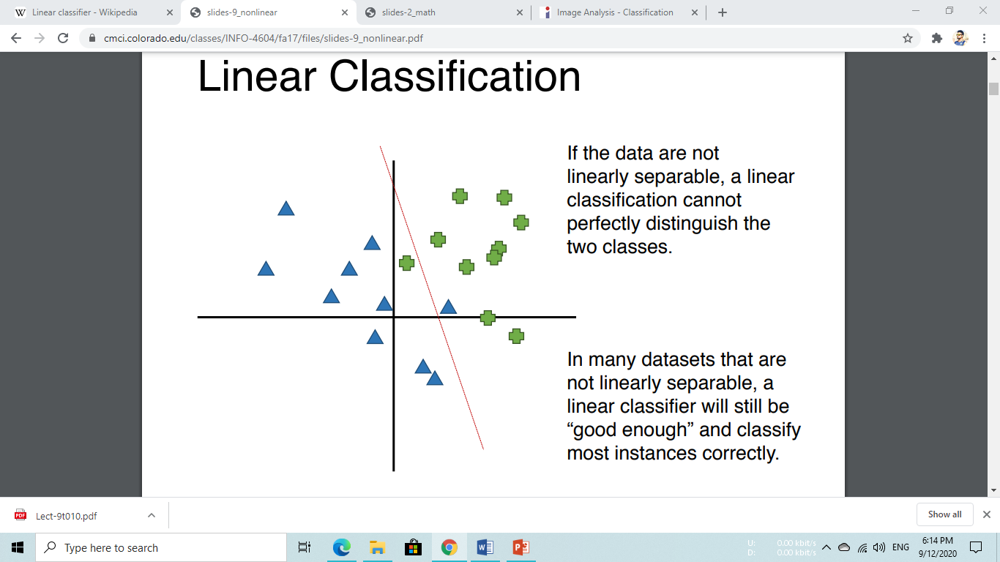 Linear classifier - Wikipedia
slides-9_nonlinear
slides-2_math
Image Analysis - Classification
cmci.colorado.edu/classes/INFO-4604/fa17/files/slides-9_nonlinear.pdf
Linear Classification
If the data are not
linearly separable, a linear
classification cannot
perfectly distinguish the
two classes.
In many datasets that are
not linearly separable, a
linear classifier will still be
“good enough” and classify
most instances correctly.
PDF
Lect-9t010.pdf
Show all
Type here to search
U: 0.00 kbit/s
D: 0.00 kbit/s
ENG
6:14 PM
9/12/2020